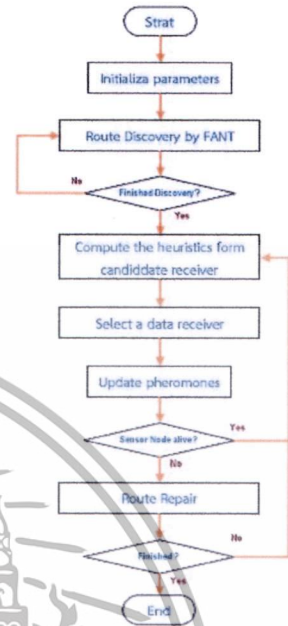 Strat
Initializa parameters
Route Discovery by FANT
No
Finished Discovery?
Yes
Compute the heuristics form
candiddate receiver
Select a data receiver
Update pheromones
Yes
Sensor Node alive?
No
Route Repair
No
Finished?
Yes
End